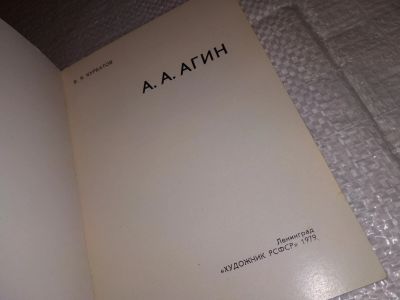 В. Я. КУРБАТОВ
А. А. АГИН
Ленинград
«ХУДОЖНИК РСФСР» 1979